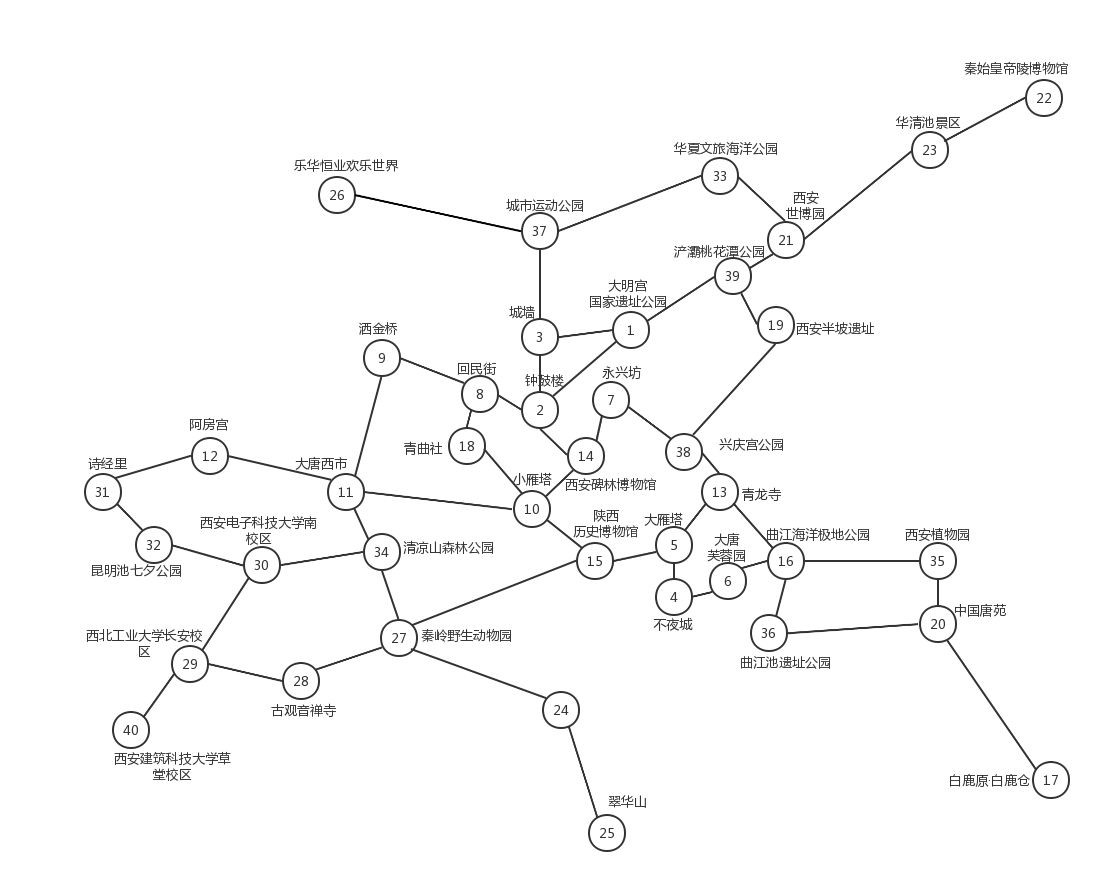 秦始皇帝陵博物馆
22
华清池景区
23
华夏文旅海洋公园
33
乐华恒业欢乐世界
26
城市运动公园
37
西安
世博园
21
浐灞桃花潭公园
39
大明宫
国家遗址公园
1
城墙
3
19
西安半坡遗址
洒金桥
9
回民街
8
钟鼓楼
2
永兴坊
7
阿房宫
12
青曲社
18
14
西安碑林博物馆
38
兴庆宫公园
诗经里
31
大唐西市
11
小雁塔
10
13
青龙寺
西安电子科技大学南
校区
30
32
昆明池七夕公园
34
清凉山森林公园
陕西
历史博物馆
15
大雁塔
5
大唐
芙蓉园
6
曲江海洋极地公园
16
西安植物园
35
4
不夜城
36
曲江池遗址公园
20
中国唐苑
西北工业大学长安校
区
29
27
秦岭野生动物园
28
古观音禅寺
24
40
西安建筑科技大学草
堂校区
白鹿原·白鹿仓
17
翠华山
25